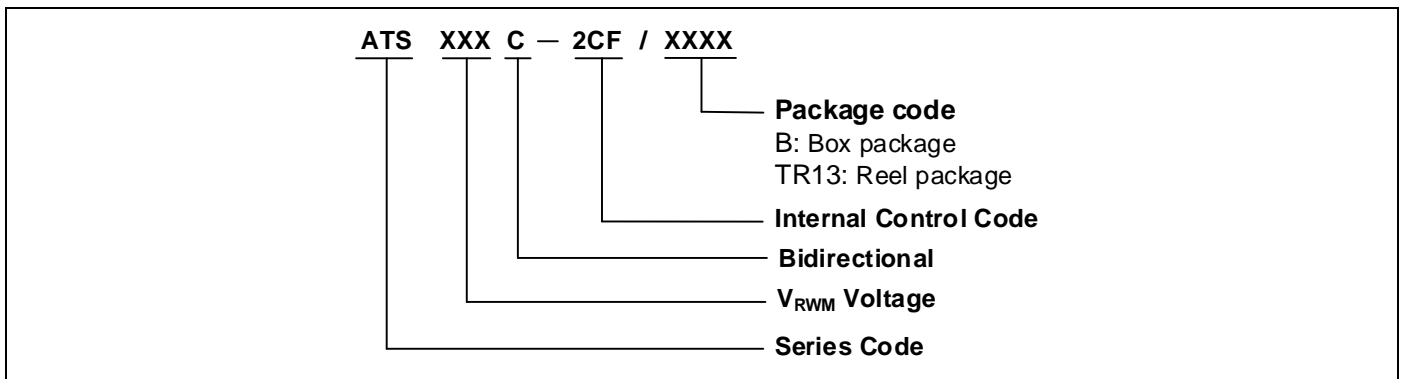 ATS XXX C — 2CF / XXXX
Package code
B: Box package
TR13: Reel package
Internal Control Code
Bidirectional
VRWM Voltage
Series Code